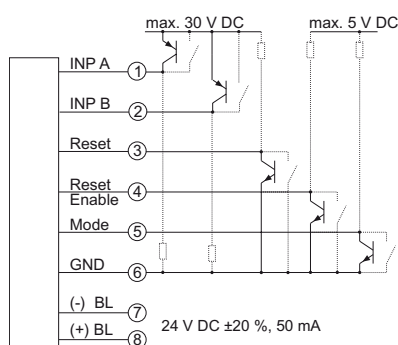 max. 30 V DC
max. 5 V DC
INP A 1
INP B 2
Reset 3
Reset
Enable 4
Mode 5
GND 6
(-) BL 7
(+) BL 8
24 V DC ±20 %, 50 mA